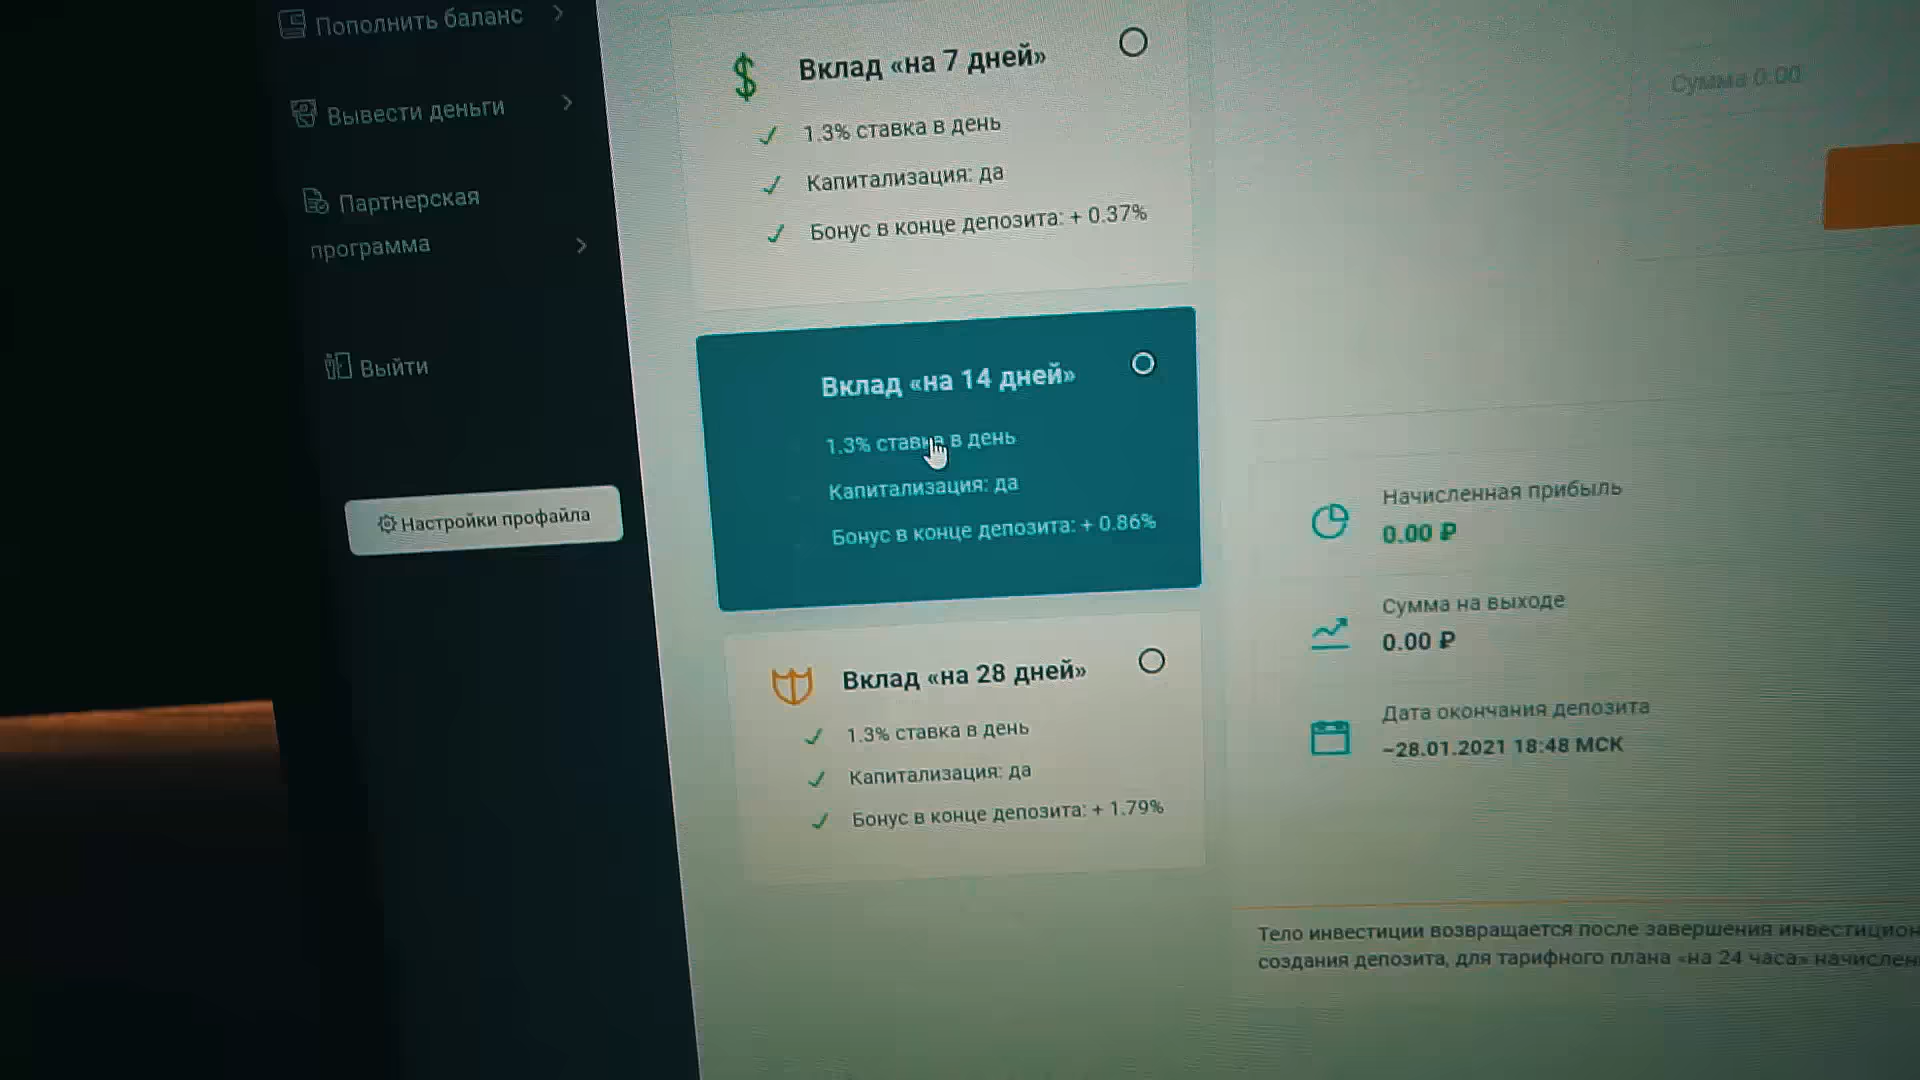 Пополнить баланс
Вывести деньги
Партнерская
программа
Выйти
Настройки профайла
Вклад «на 7 дней»
1.3% ставка в день
Капитализация: да
Бонус в конце депозита: + 0.37%
Вклад «на 14 дней»
1.3% ставка в день
Капитализация: да
Бонус в конце депозита: + 0.86%
Вклад «на 28 дней»
1.3% ставка в день
Капитализация: да
Бонус в конце депозита: + 1.79%
Сумма 0.00
Начисленная прибыль
0.00 ₽
Сумма на выходе
0.00 ₽
Дата окончания депозита
~28.01.2021 18:48 МСК
Тело инвестиции возвращается после завершения инвестицион
создания депозита, для тарифного плана «на 24 часа» начислен